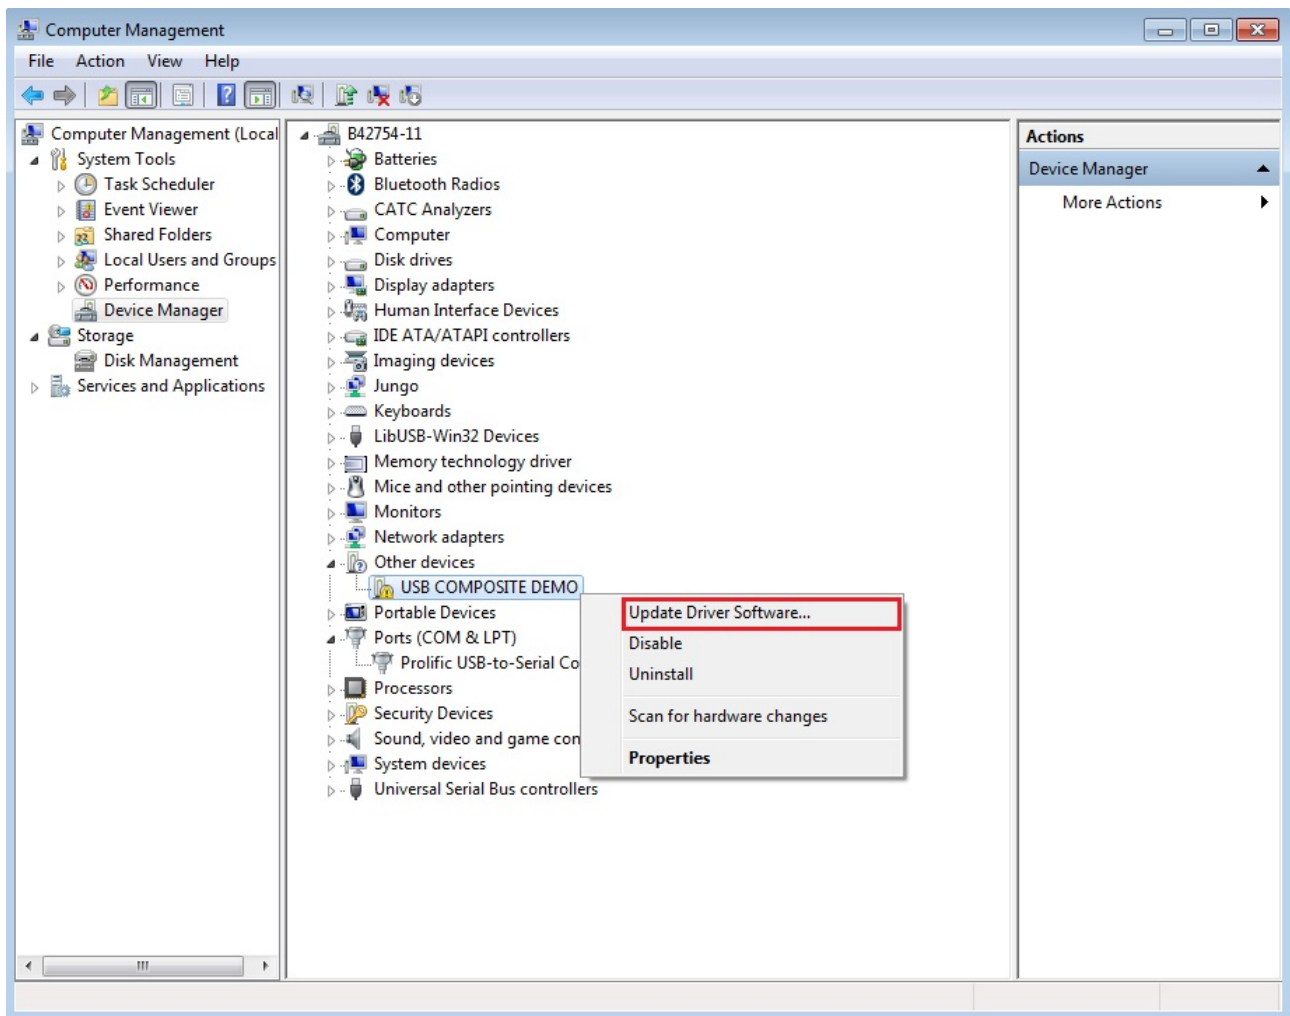 Computer Management
File Action View Help
Computer Management (Local
System Tools
Task Scheduler
Event Viewer
Shared Folders
Local Users and Groups
Performance
Device Manager
Storage
Disk Management
Services and Applications
B42754-11
Batteries
Bluetooth Radios
CATC Analyzers
Computer
Disk drives
Display adapters
Human Interface Devices
IDE ATA/ATAPI controllers
Imaging devices
Jungo
Keyboards
LibUSB-Win32 Devices
Memory technology driver
Mice and other pointing devices
Monitors
Network adapters
Other devices
USB COMPOSITE DEMO
Portable Devices
Ports (COM & LPT)
Prolific USB-to-Serial Co
Processors
Security Devices
Sound, video and game con
System devices
Universal Serial Bus controllers
Update Driver Software...
Disable
Uninstall
Scan for hardware changes
Properties
Actions
Device Manager
More Actions